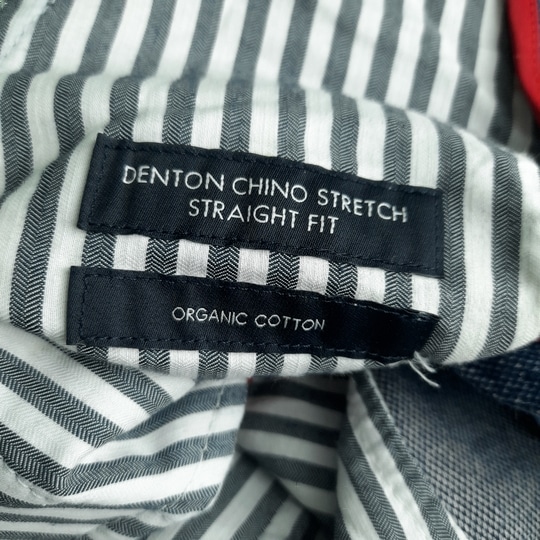 DENTON CHINO STRETCH
STRAIGHT FIT
ORGANIC COTTON